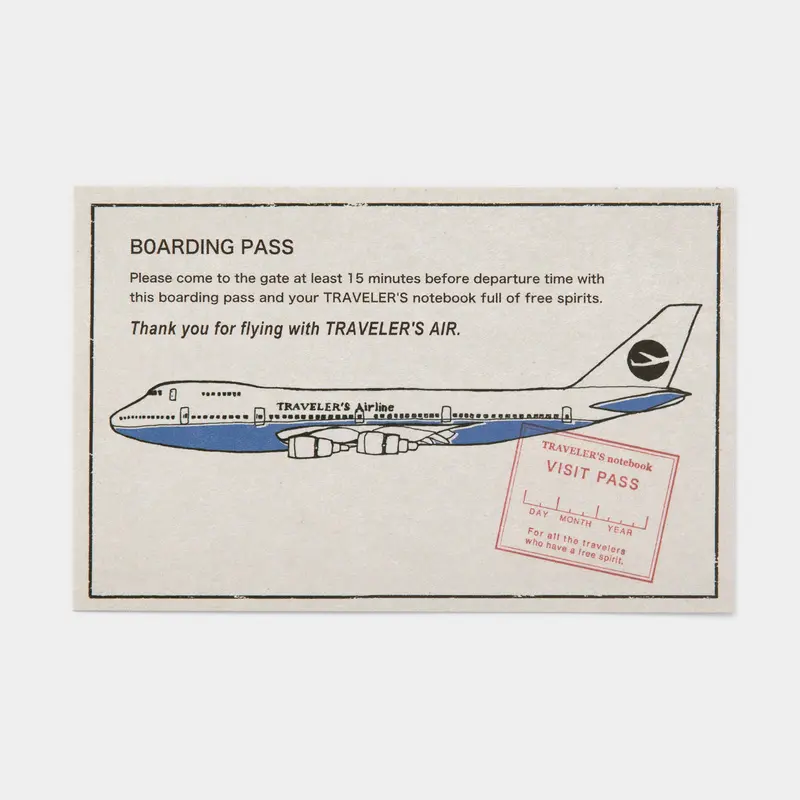 BOARDING PASS
Please come to the gate at least 15 minutes before departure time with
this boarding pass and your TRAVELER'S notebook full of free spirits.
Thank you for flying with TRAVELER'S AIR.
TRAVELER'S Airline
TRAVELER'S notebook
VISIT PASS
DAY MONTH YEAR
For all the travelers
who have a free spirit.